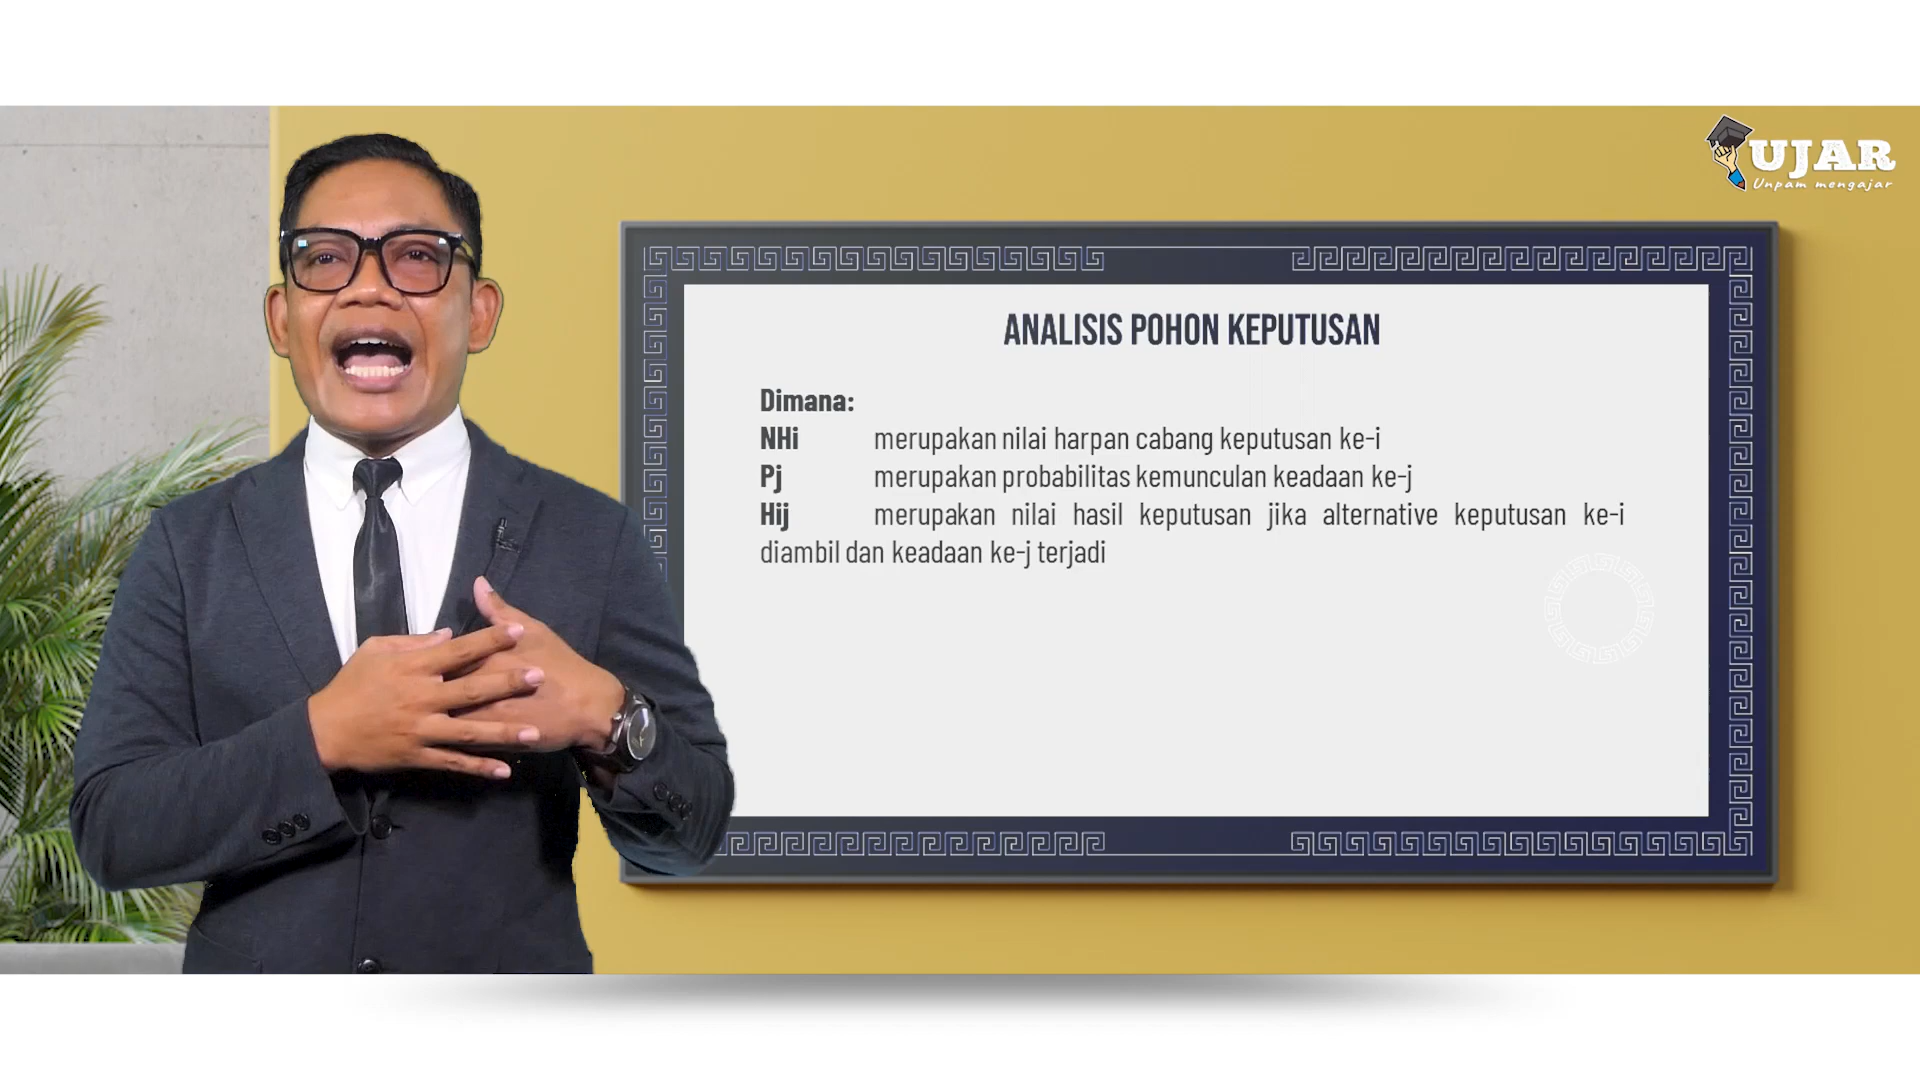 UJAR
Unpam mengajar
ANALISIS POHON KEPUTUSAN
Dimana:
NHi merupakan nilai harpan cabang keputusan ke-i
Pj merupakan probabilitas kemunculan keadaan ke-j
Hij merupakan nilai hasil keputusan jika alternative keputusan ke-i
diambil dan keadaan ke-j terjadi